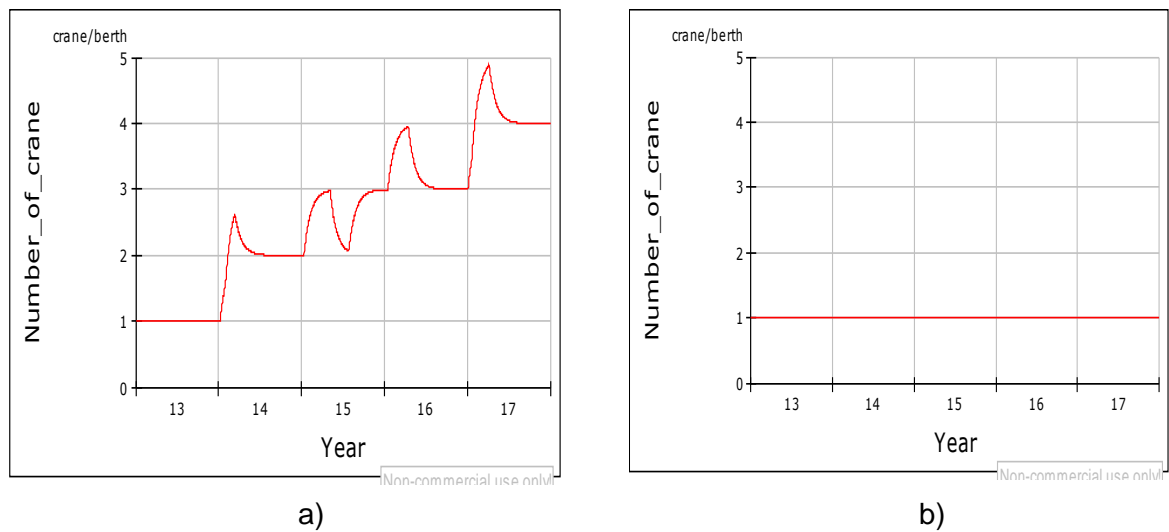 crane/berth
5
4
3
2
1
0
Number_of_crane
13 14 15 16 17
Year
Non-commercial use only!
a)
crane/berth
5
4
3
2
1
0
Number_of_crane
13 14 15 16 17
Year
Non-commercial use only!
b)